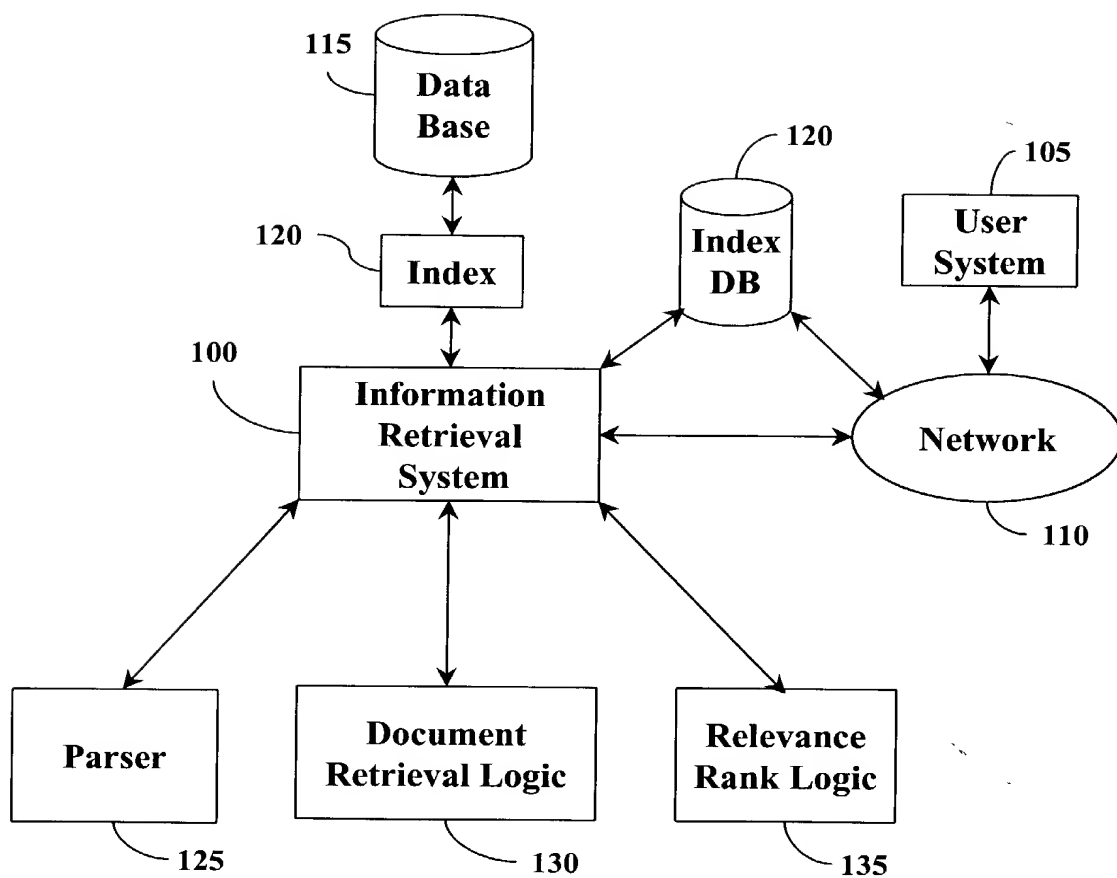 115
Data
Base
120
Index
120
Index
DB
105
User
System
100
Information
Retrieval
System
Network
110
Parser
125
Document
Retrieval Logic
130
Relevance
Rank Logic
135